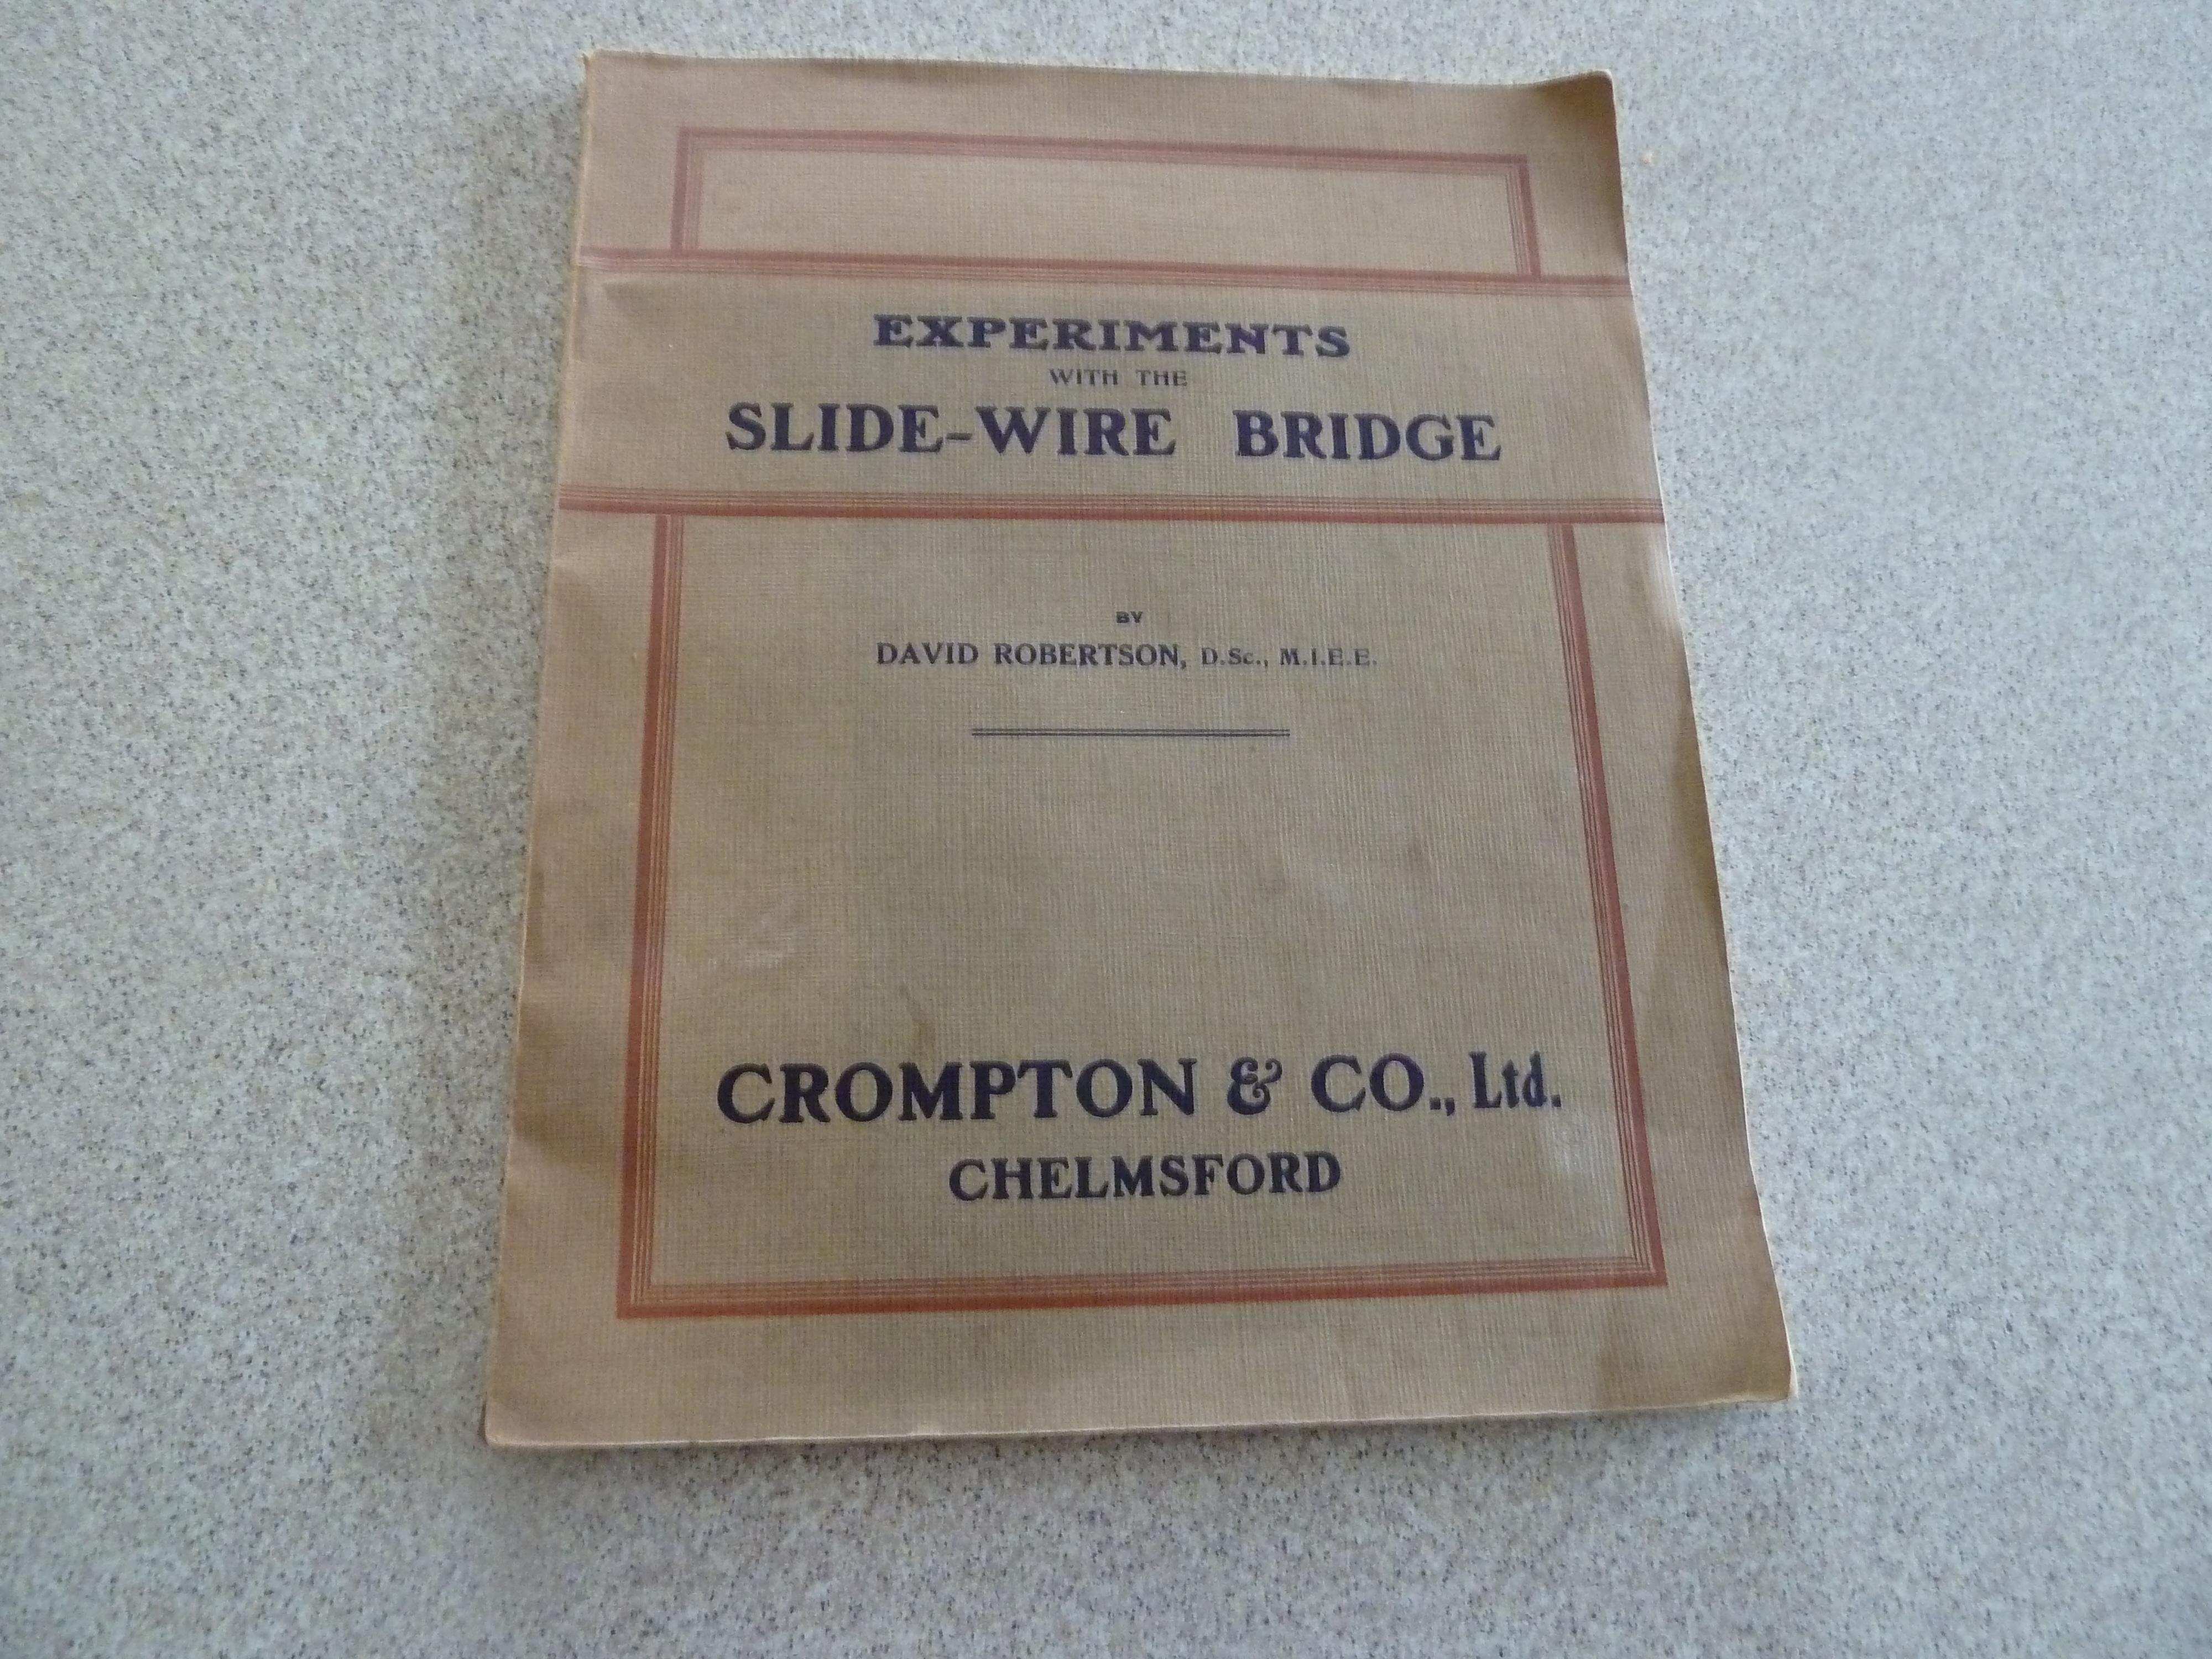 EXPERIMENTS
WITH THE
SLIDE-WIRE BRIDGE
BY
DAVID ROBERTSON, D.Sc., M.I.E.E.
CROMPTON & CO., Ltd.
CHELMSFORD